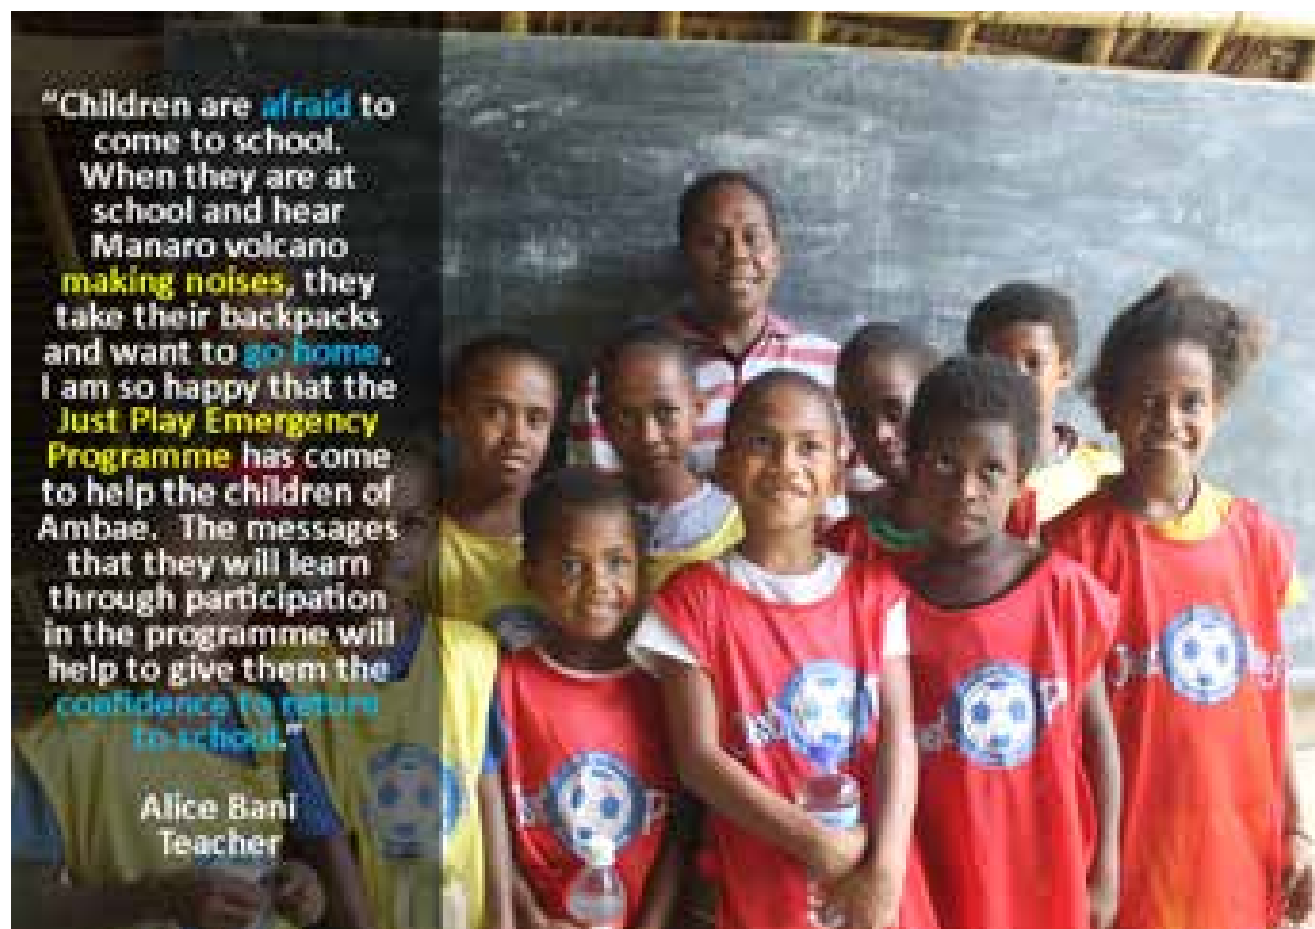 “Children are afraid to
come to school.
When they are at
school and hear
Manaro volcano
making noises, they
take their backpacks
and want to go home.
I am so happy that the
Just Play Emergency
Programme has come
to help the children of
Ambae.  The messages
that they will learn
through participation
in the programme will
help to give them the
confidence to return
to school.”
Alice Bani
Teacher